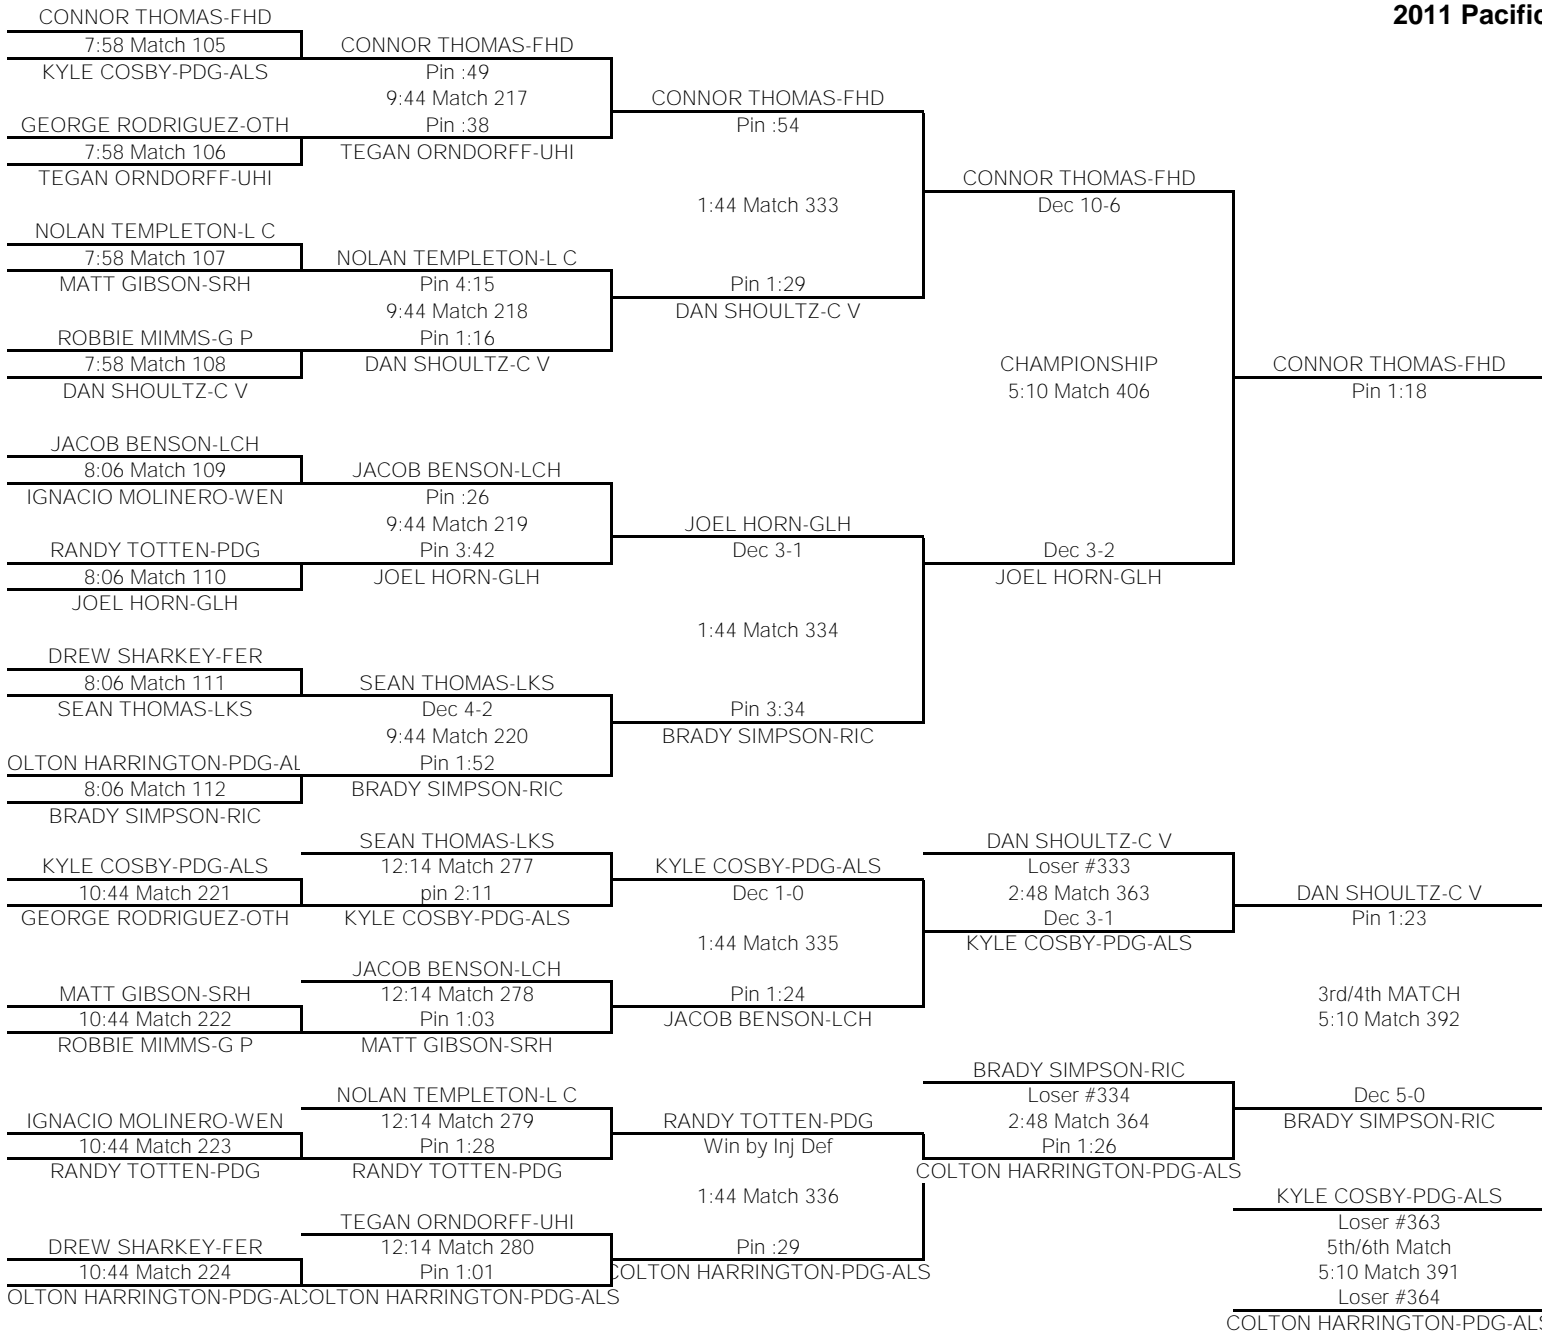 2011 Pacific
CONNOR THOMAS-FHD
7:58 Match 105
KYLE COSBY-PDG-ALS
GEORGE RODRIGUEZ-OTH
7:58 Match 106
TEGAN ORNDORFF-UHI
NOLAN TEMPLETON-L C
7:58 Match 107
MATT GIBSON-SRH
ROBBIE MIMMS-G P
7:58 Match 108
DAN SHOULTZ-C V
JACOB BENSON-LCH
8:06 Match 109
IGNACIO MOLINERO-WEN
RANDY TOTTEN-PDG
8:06 Match 110
JOEL HORN-GLH
DREW SHARKEY-FER
8:06 Match 111
SEAN THOMAS-LKS
OLTON HARRINGTON-PDG-AL
8:06 Match 112
BRADY SIMPSON-RIC
CONNOR THOMAS-FHD
Pin :49
9:44 Match 217
Pin :38
TEGAN ORNDORFF-UHI
NOLAN TEMPLETON-L C
Pin 4:15
9:44 Match 218
Pin 1:16
DAN SHOULTZ-C V
JACOB BENSON-LCH
Pin :26
9:44 Match 219
Pin 3:42
JOEL HORN-GLH
SEAN THOMAS-LKS
Dec 4-2
9:44 Match 220
Pin 1:52
BRADY SIMPSON-RIC
CONNOR THOMAS-FHD
Pin :54
1:44 Match 333
Pin 1:29
DAN SHOULTZ-C V
JOEL HORN-GLH
Dec 3-1
1:44 Match 334
Pin 3:34
BRADY SIMPSON-RIC
CONNOR THOMAS-FHD
Dec 10-6
CHAMPIONSHIP
5:10 Match 406
Dec 3-2
JOEL HORN-GLH
CONNOR THOMAS-FHD
Pin 1:18
KYLE COSBY-PDG-ALS
10:44 Match 221
GEORGE RODRIGUEZ-OTH
MATT GIBSON-SRH
10:44 Match 222
ROBBIE MIMMS-G P
IGNACIO MOLINERO-WEN
10:44 Match 223
RANDY TOTTEN-PDG
DREW SHARKEY-FER
10:44 Match 224
OLTON HARRINGTON-PDG-AL
SEAN THOMAS-LKS
12:14 Match 277
pin 2:11
KYLE COSBY-PDG-ALS
JACOB BENSON-LCH
12:14 Match 278
Pin 1:03
MATT GIBSON-SRH
NOLAN TEMPLETON-L C
12:14 Match 279
Pin 1:28
RANDY TOTTEN-PDG
TEGAN ORNDORFF-UHI
12:14 Match 280
Pin 1:01
COLTON HARRINGTON-PDG-ALS
KYLE COSBY-PDG-ALS
Dec 1-0
1:44 Match 335
Pin 1:24
JACOB BENSON-LCH
RANDY TOTTEN-PDG
Win by Inj Def
1:44 Match 336
Pin :29
COLTON HARRINGTON-PDG-ALS
DAN SHOULTZ-C V
Loser #333
2:48 Match 363
Dec 3-1
KYLE COSBY-PDG-ALS
BRADY SIMPSON-RIC
Loser #334
2:48 Match 364
Pin 1:26
COLTON HARRINGTON-PDG-ALS
DAN SHOULTZ-C V
Pin 1:23
3rd/4th MATCH
5:10 Match 392
Dec 5-0
BRADY SIMPSON-RIC
KYLE COSBY-PDG-ALS
Loser #363
5th/6th Match
5:10 Match 391
Loser #364
COLTON HARRINGTON-PDG-ALS